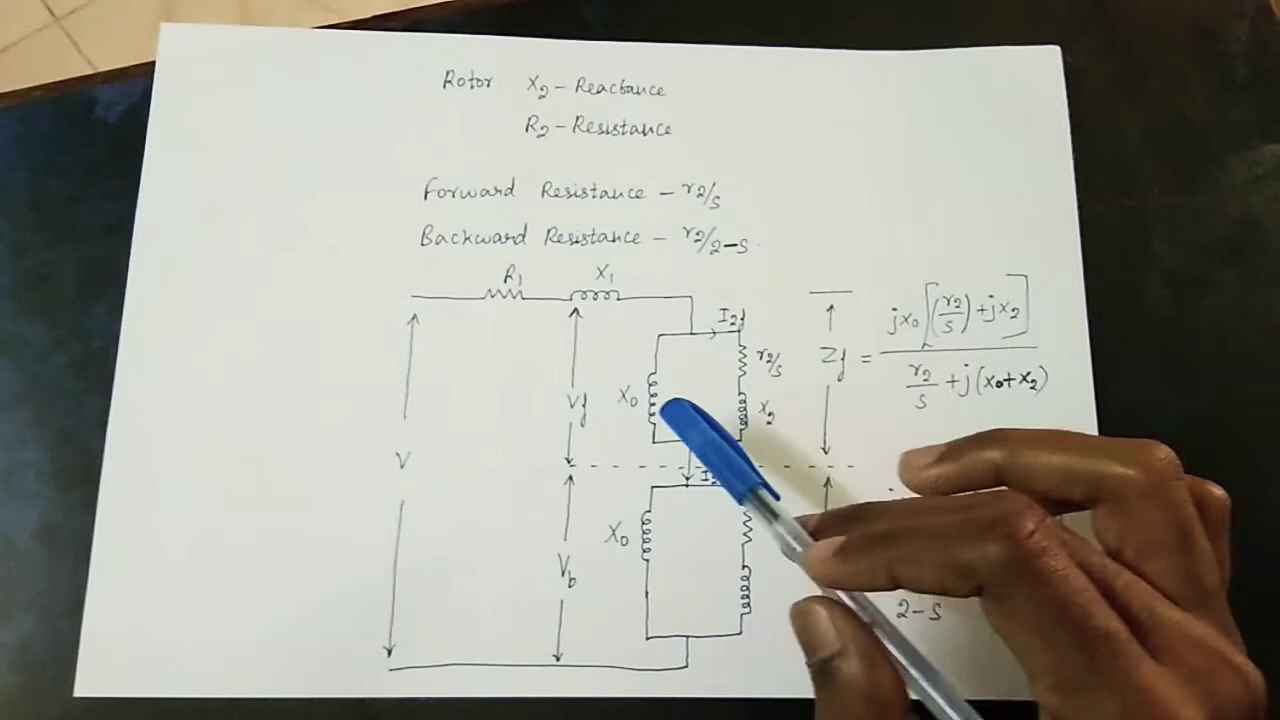 Rotor X2 - Reactance
R2 - Resistance
Forward Resistance - r2/s
Backward Resistance - r2/2-s
R1
X1
I2f
r2/s
X0
X2
Vf
V
Zf = jx0[(r2/s)+jx2] / r2/s +j(x0+x2)
X0
Vb
2-s